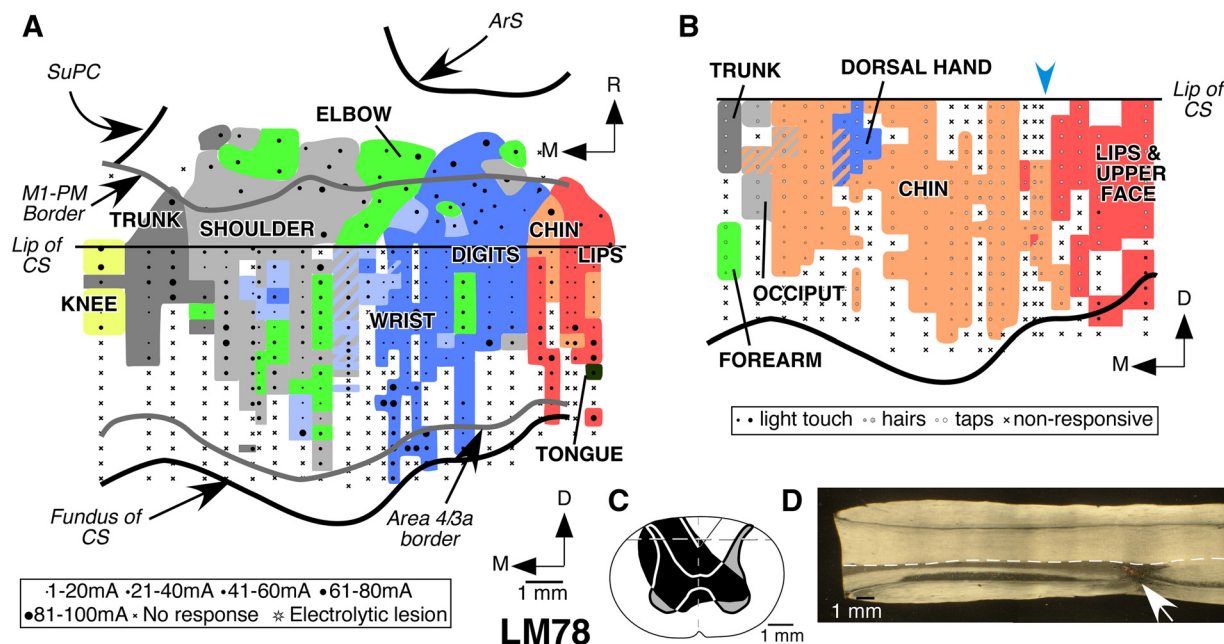 A
ArS
SuPC
R
M
ELBOW
M1-PM
Border
TRUNK
SHOULDER
CHIN
Lip of
CS
DIGITS
LIPS
KNEE
WRIST
TONGUE
Fundus of
CS
Area 4/3a
border
D
M
1 mm
1-20mA 21-40mA 41-60mA 61-80mA
81-100mA No response Electrolytic lesion
LM78
B
TRUNK
DORSAL HAND
Lip of
CS
LIPS &
UPPER
FACE
CHIN
OCCIPUT
FOREARM
D
M
light touch hairs taps non-responsive
C
1 mm
D
1 mm